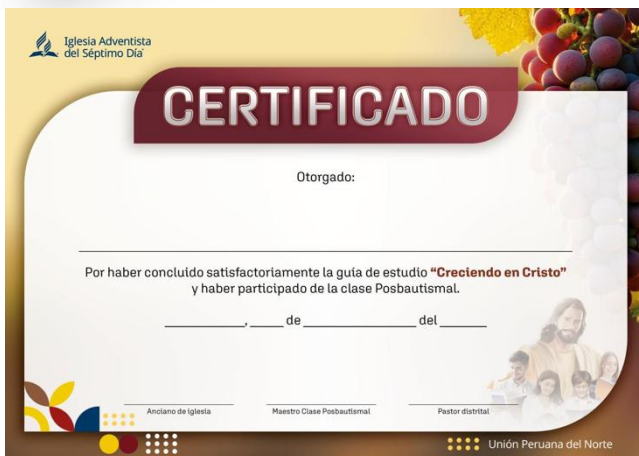 Iglesia Adventista
del Séptimo Día
CERTIFICADO
Otorgado:
Por haber concluido satisfactoriamente la guía de estudio “Creciendo en Cristo”
y haber participado de la clase Posbautismal.
, de del
Anciano de iglesia
Maestro Clase Posbautismal
Pastor distrital
Unión Peruana del Norte